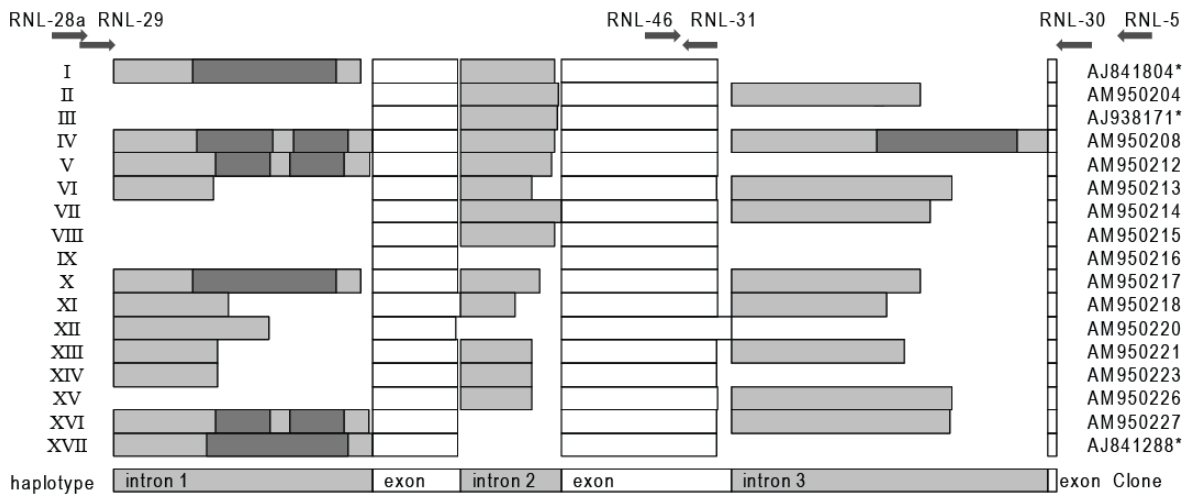 RNL-28a RNL-29 RNL-46 RNL-31 RNL-30 RNL-5
I AJ841804*
II AM950204
III AJ938171*
IV AM950208
V AM950212
VI AM950213
VII AM950214
VIII AM950215
IX AM950216
X AM950217
XI AM950218
XII AM950220
XIII AM950221
XIV AM950223
XV AM950226
XVI AM950227
XVII AJ841288*
haplotype intron 1 exon intron 2 exon intron 3 exon Clone